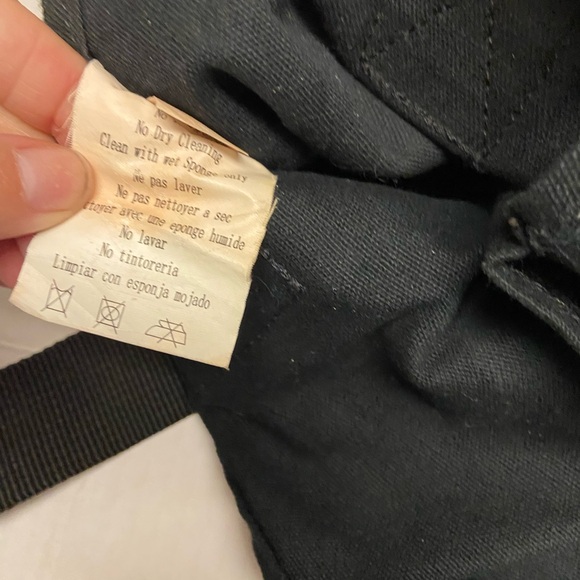 No
No Dry Cleaning
Clean with wet Sponge
Ne pas laver
Ne pas nettoyer a sec
avec une eponge humide
No lavar
No tintoreria
Limpiar con esponja mojado